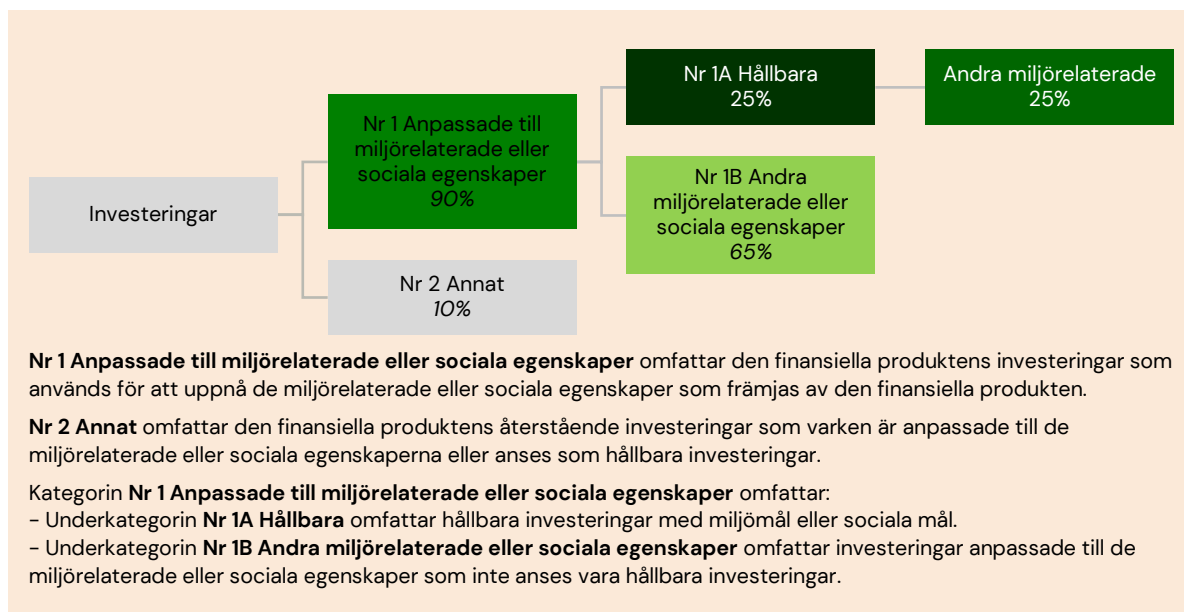 Nr 1A Hållbara
25%
Andra miljörelaterade
25%
Nr 1 Anpassade till
miljörelaterade eller
sociala egenskaper
90%
Nr 1B Andra
miljörelaterade eller
sociala egenskaper
65%
Investeringar
Nr 2 Annat
10%
Nr 1 Anpassade till miljörelaterade eller sociala egenskaper omfattar den finansiella produktens investeringar som
används för att uppnå de miljörelaterade eller sociala egenskaper som främjas av den finansiella produkten.
Nr 2 Annat omfattar den finansiella produktens återstående investeringar som varken är anpassade till de
miljörelaterade eller sociala egenskaperna eller anses som hållbara investeringar.
Kategorin Nr 1 Anpassade till miljörelaterade eller sociala egenskaper omfattar:
– Underkategorin Nr 1A Hållbara omfattar hållbara investeringar med miljömål eller sociala mål.
– Underkategorin Nr 1B Andra miljörelaterade eller sociala egenskaper omfattar investeringar anpassade till de
miljörelaterade eller sociala egenskaper som inte anses vara hållbara investeringar.